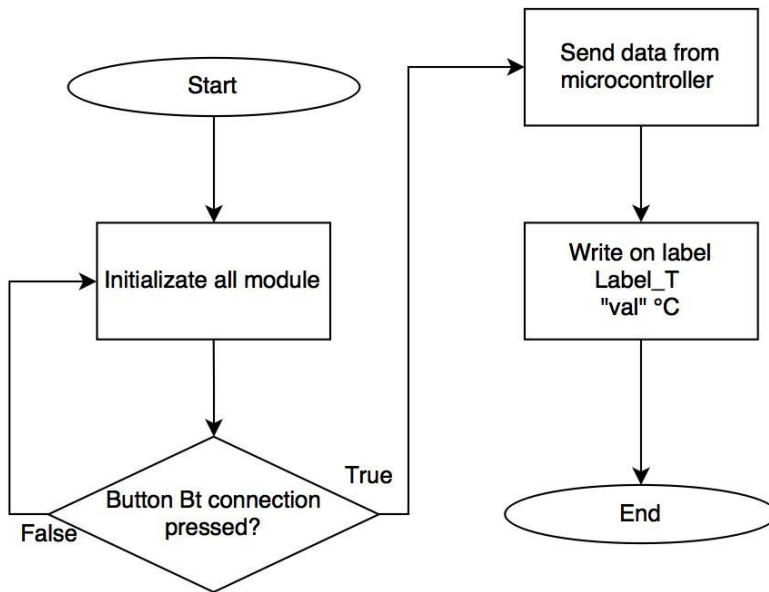 Start
Initializate all module
Button Bt connection
pressed?
False
True
Send data from
microcontroller
Write on label
Label_T
"val" °C
End